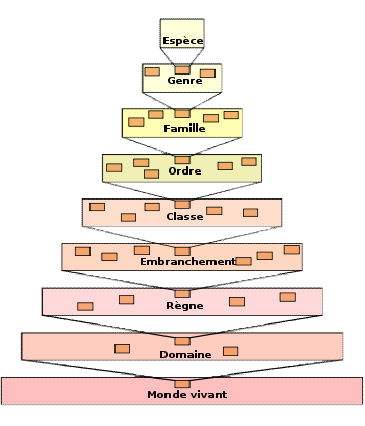 Espèce
Genre
Famille
Ordre
Classe
Embranchement
Règne
Domaine
Monde vivant